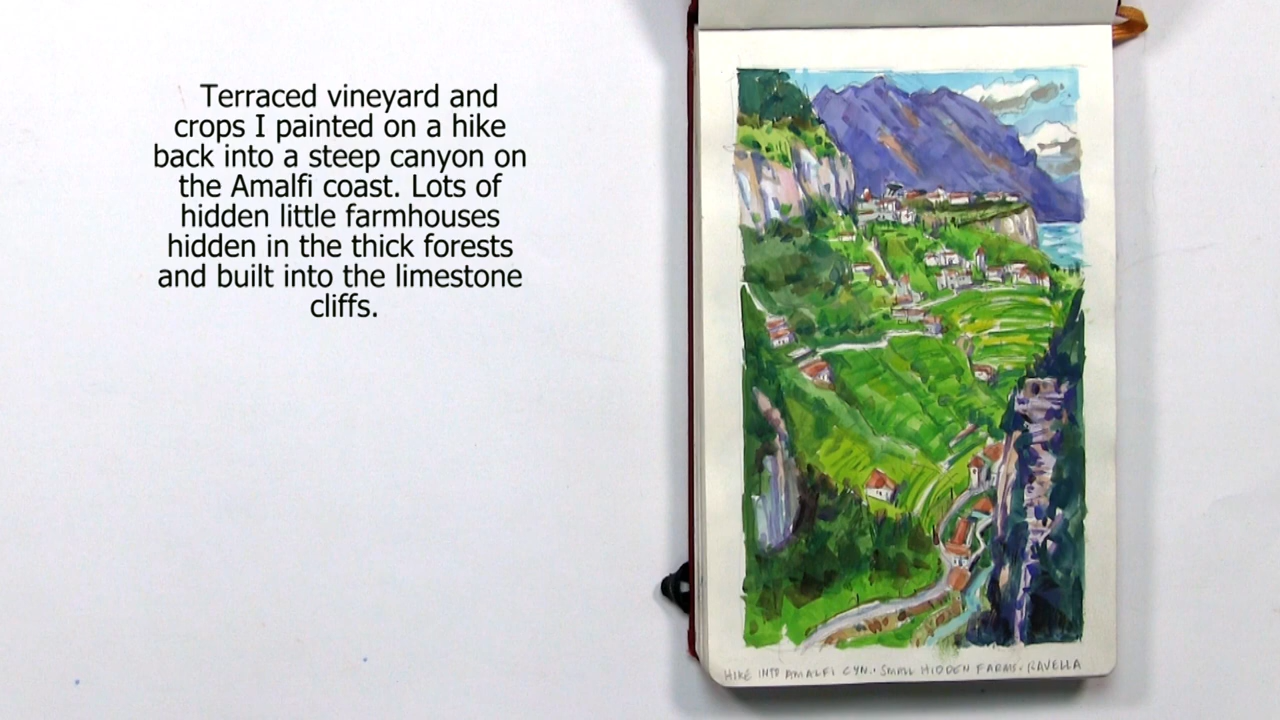 Terraced vineyard and
crops I painted on a hike
back into a steep canyon on
the Amalfi coast. Lots of
hidden little farmhouses
hidden in the thick forests
and built into the limestone
cliffs.
HIKE INTO AMALFI CYN. · SMALL HIDDEN FARMS · RAVELLA